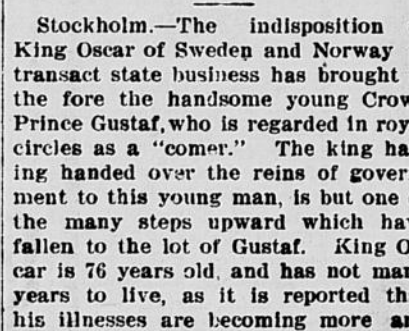 Stockholm.—The indisposition
King Oscar of Sweden and Norway
transact state business has brought
the fore the handsome young Crow
Prince Gustaf, who is regarded in roy
circles as a "comer." The king ha
ing handed over the reins of gover
ment to this young man, is but one
the many steps upward which hav
fallen to the lot of Gustaf. King O
car is 76 years old, and has not man
years to live, as it is reported th
his illnesses are becoming more an